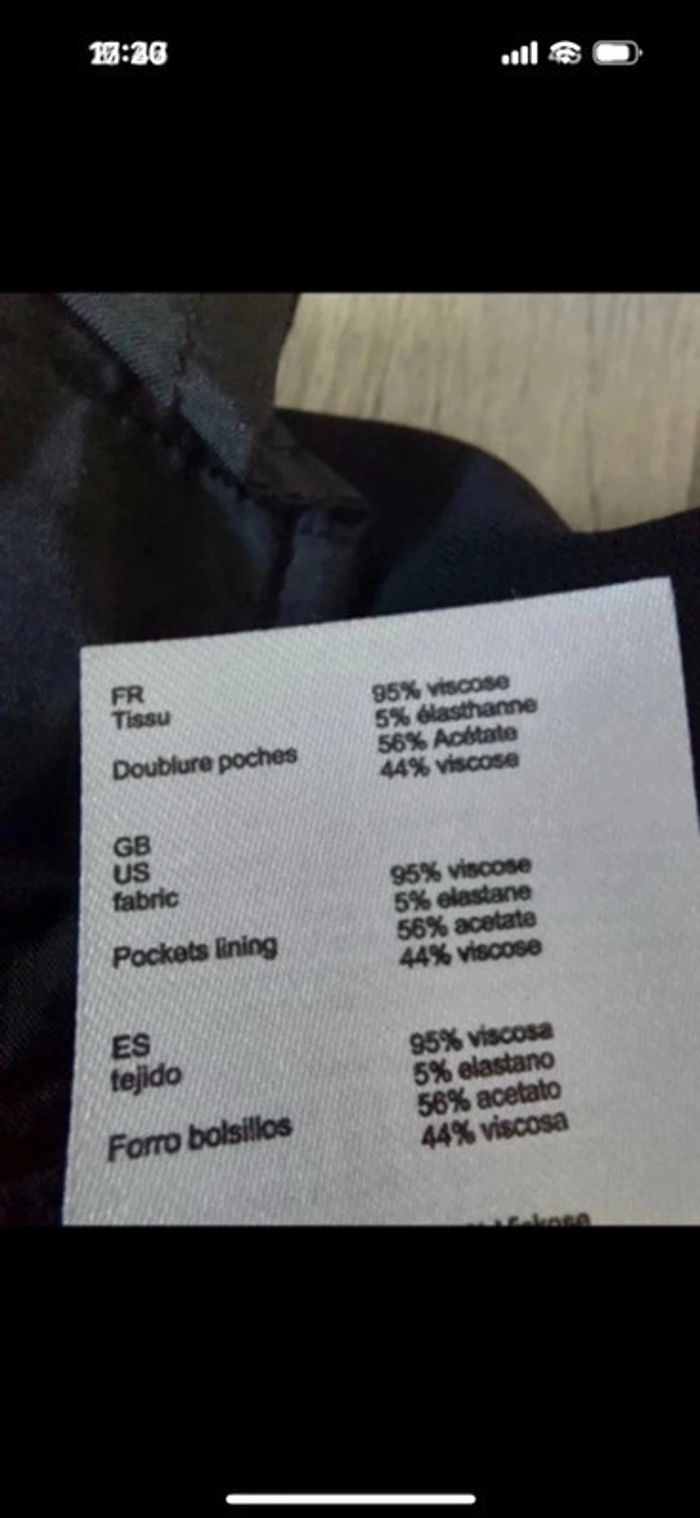 FR
Tissu 95% viscose
5% élasthanne
Doublure poches 56% Acétate
44% viscose
GB
US
fabric 95% viscose
5% elastane
Pockets lining 56% acetate
44% viscose
ES
tejido 95% viscosa
5% elastano
Forro bolsillos 56% acetato
44% viscosa